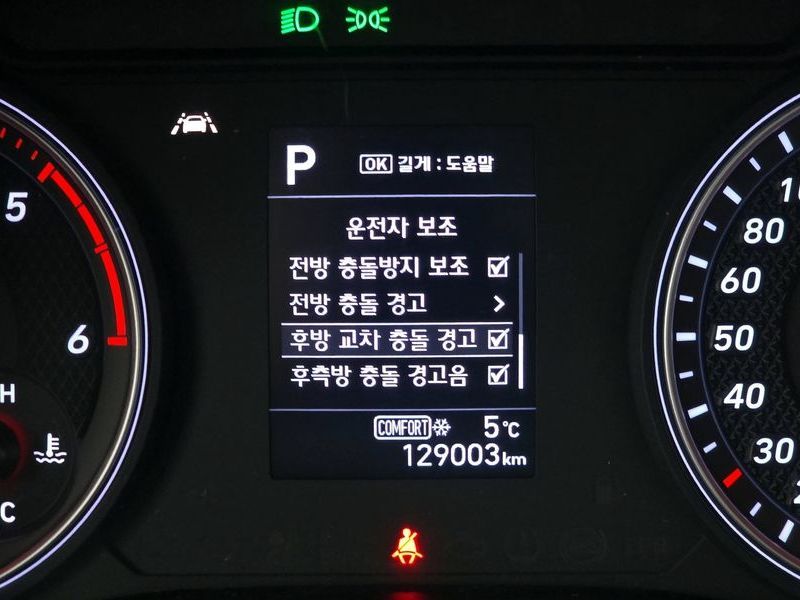 P OK 길게 : 도움말
운전자 보조
전방 충돌방지 보조
전방 충돌 경고
후방 교차 충돌 경고
후측방 충돌 경고음
COMFORT 5°C
129003km
5
6
H
C
80
60
50
40
30